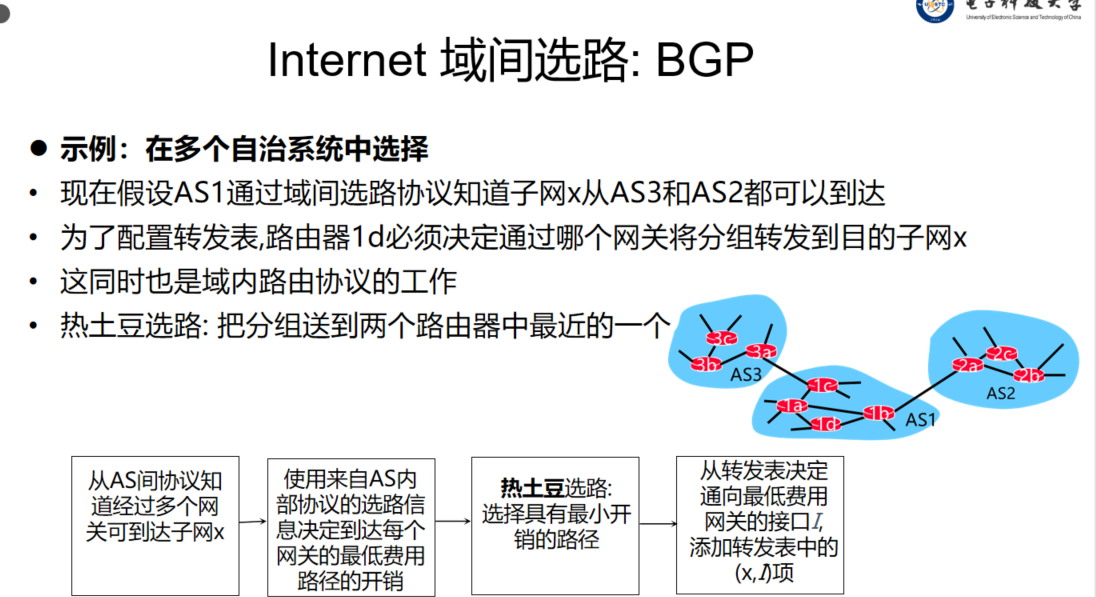 电子科技大学
University of Electronic Science and Technology of China
Internet 域间选路: BGP
● 示例：在多个自治系统中选择
• 现在假设AS1通过域间选路协议知道子网x从AS3和AS2都可以到达
• 为了配置转发表,路由器1d必须决定通过哪个网关将分组转发到目的子网x
• 这同时也是域内路由协议的工作
• 热土豆选路: 把分组送到两个路由器中最近的一个
3c
3a
3b
AS3
2c
2a
2b
AS2
1c
1a
1b
1d
AS1
从AS间协议知
道经过多个网
关可到达子网x
使用来自AS内
部协议的选路信
息决定到达每个
网关的最低费用
路径的开销
热土豆选路:
选择具有最小开
销的路径
从转发表决定
通向最低费用
网关的接口I,
添加转发表中的
(x,I)项